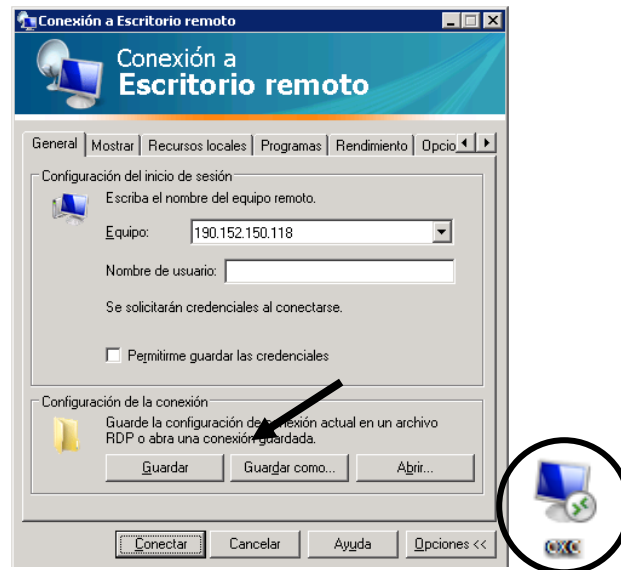 Conexión a Escritorio remoto
Conexión a
Escritorio remoto
General Mostrar Recursos locales Programas Rendimiento Opcio
Configuración del inicio de sesión
Escriba el nombre del equipo remoto.
Equipo: 190.152.150.118
Nombre de usuario:
Se solicitarán credenciales al conectarse.
Permitirme guardar las credenciales
Configuración de la conexión
Guarde la configuración de conexión actual en un archivo
RDP o abra una conexión guardada.
Guardar Guardar como... Abrir...
Conectar Cancelar Ayuda Opciones <<
CXC